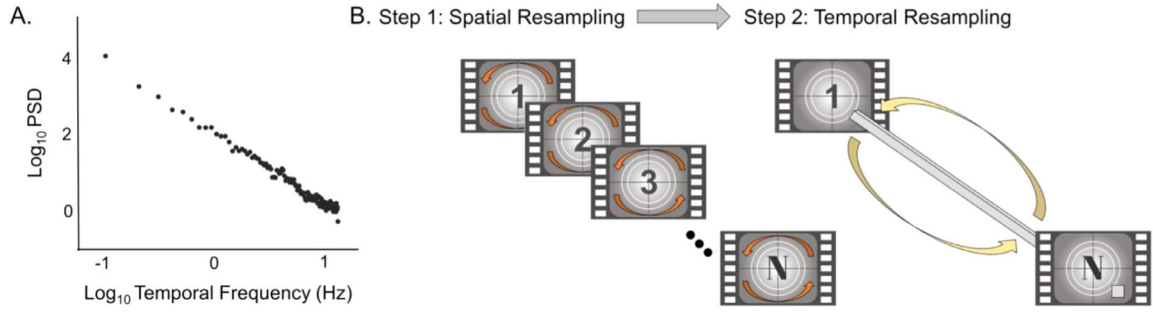 A.
Log10 PSD
4
2
0
-1
0
1
Log10 Temporal Frequency (Hz)
B. Step 1: Spatial Resampling
Step 2: Temporal Resampling
1
2
3
N
1
N